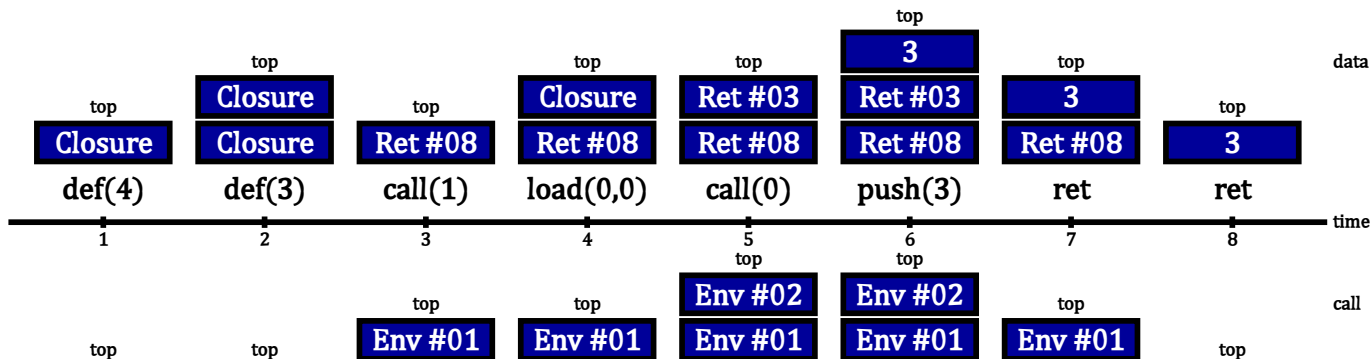 top
3
top top top top data
Closure Closure Ret #03 Ret #03 3
top top top
Closure Closure Ret #08 Ret #08 Ret #08 Ret #08 Ret #08 3
def(4) def(3) call(1) load(0,0) call(0) push(3) ret ret
time
1 2 3 4 5 6 7 8
top top
Env #02 Env #02
top top top call
Env #01 Env #01 Env #01 Env #01 Env #01
top top top